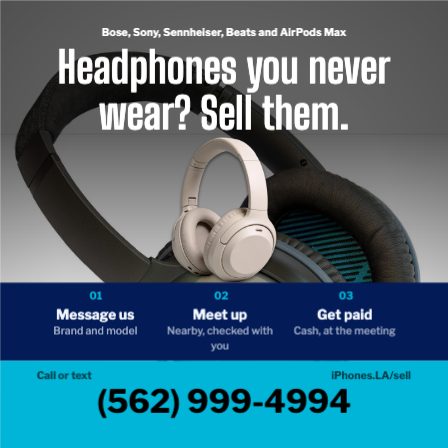 Bose, Sony, Sennheiser, Beats and AirPods Max
Headphones you never
wear? Sell them.
01
Message us
Brand and model
02
Meet up
Nearby, checked with
you
03
Get paid
Cash, at the meeting
Call or text
iPhones.LA/sell
(562) 999-4994